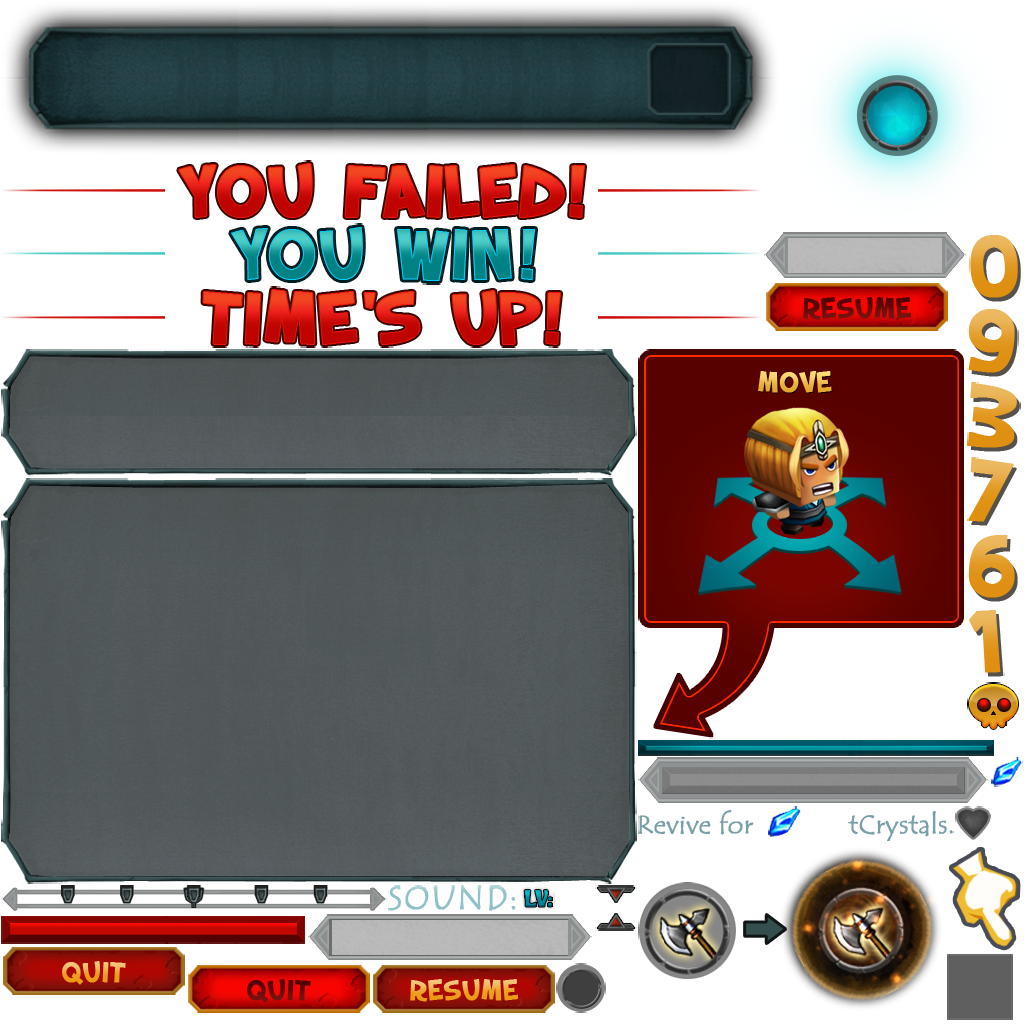 YOU FAILED!
YOU WIN!
TIME'S UP!
RESUME
MOVE
0
9
3
7
6
1
Revive for tCrystals.
SOUND: LV:
QUIT
QUIT
RESUME